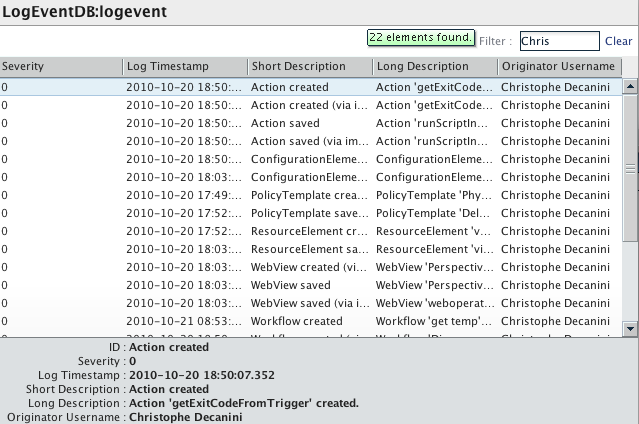 LogEventDB:logevent
22 elements found. Filter : Chris Clear
Severity Log Timestamp Short Description Long Description Originator Username
0 2010-10-20 18:50:... Action created Action 'getExitCode... Christophe Decanini
0 2010-10-20 18:50:... Action created (via i... Action 'getExitCode... Christophe Decanini
0 2010-10-20 18:50:... Action saved Action 'runScriptIn... Christophe Decanini
0 2010-10-20 18:50:... Action saved (via im... Action 'runScriptIn... Christophe Decanini
0 2010-10-20 18:50:... ConfigurationEleme... ConfigurationEleme... Christophe Decanini
0 2010-10-20 18:03:... ConfigurationEleme... ConfigurationEleme... Christophe Decanini
0 2010-10-20 17:49:... PolicyTemplate crea... PolicyTemplate 'Phy... Christophe Decanini
0 2010-10-20 17:52:... PolicyTemplate save... PolicyTemplate 'Del... Christophe Decanini
0 2010-10-20 17:52:... ResourceElement cr... ResourceElement 'v... Christophe Decanini
0 2010-10-20 18:03:... ResourceElement sa... ResourceElement 'vi... Christophe Decanini
0 2010-10-20 18:03:... WebView created (vi... WebView 'Perspectiv... Christophe Decanini
0 2010-10-20 18:03:... WebView saved WebView 'Perspectiv... Christophe Decanini
0 2010-10-20 18:03:... WebView saved (via i... WebView 'weboperat... Christophe Decanini
0 2010-10-21 08:53:... Workflow created Workflow 'get temp'... Christophe Decanini
ID : Action created
Severity : 0
Log Timestamp : 2010-10-20 18:50:07.352
Short Description : Action created
Long Description : Action 'getExitCodeFromTrigger' created.
Originator Username : Christophe Decanini